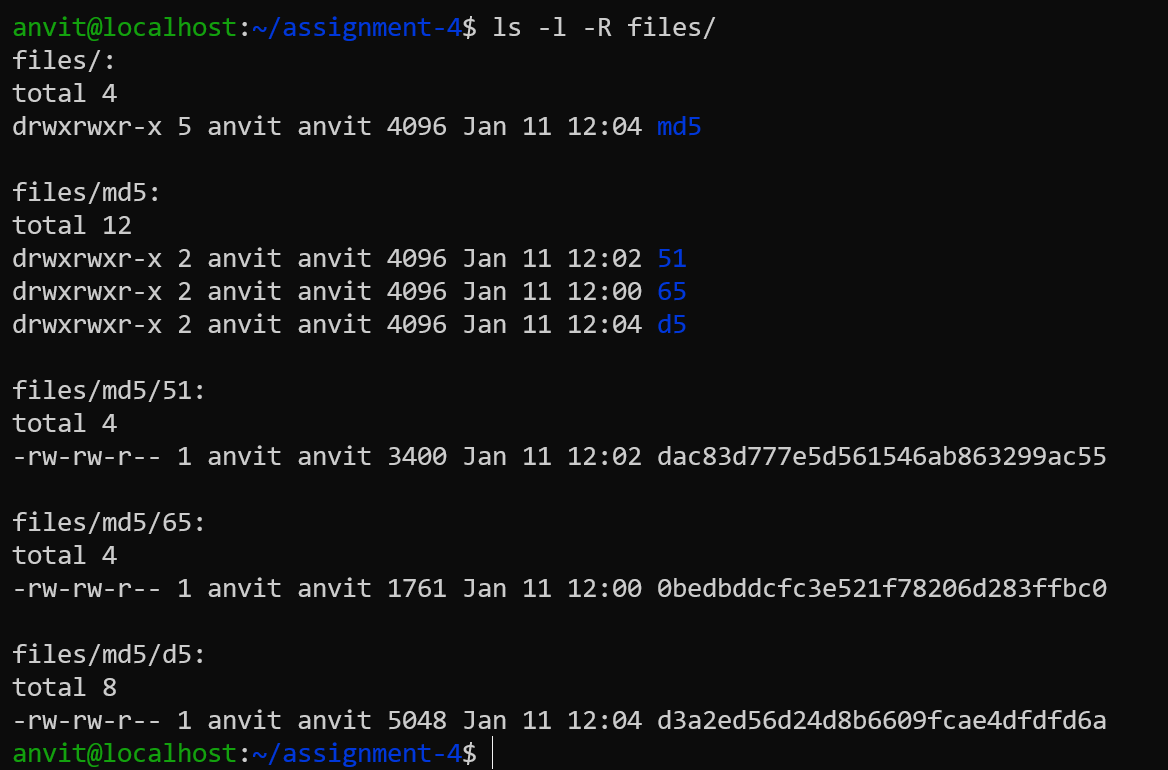 anvit@localhost:~/assignment-4$ ls -l -R files/
files/:
total 4
drwxrwxr-x 5 anvit anvit 4096 Jan 11 12:04 md5

files/md5:
total 12
drwxrwxr-x 2 anvit anvit 4096 Jan 11 12:02 51
drwxrwxr-x 2 anvit anvit 4096 Jan 11 12:00 65
drwxrwxr-x 2 anvit anvit 4096 Jan 11 12:04 d5

files/md5/51:
total 4
-rw-rw-r-- 1 anvit anvit 3400 Jan 11 12:02 dac83d777e5d561546ab863299ac55

files/md5/65:
total 4
-rw-rw-r-- 1 anvit anvit 1761 Jan 11 12:00 0bedbddcfc3e521f78206d283ffbc0

files/md5/d5:
total 8
-rw-rw-r-- 1 anvit anvit 5048 Jan 11 12:04 d3a2ed56d24d8b6609fcae4dfdfd6a
anvit@localhost:~/assignment-4$